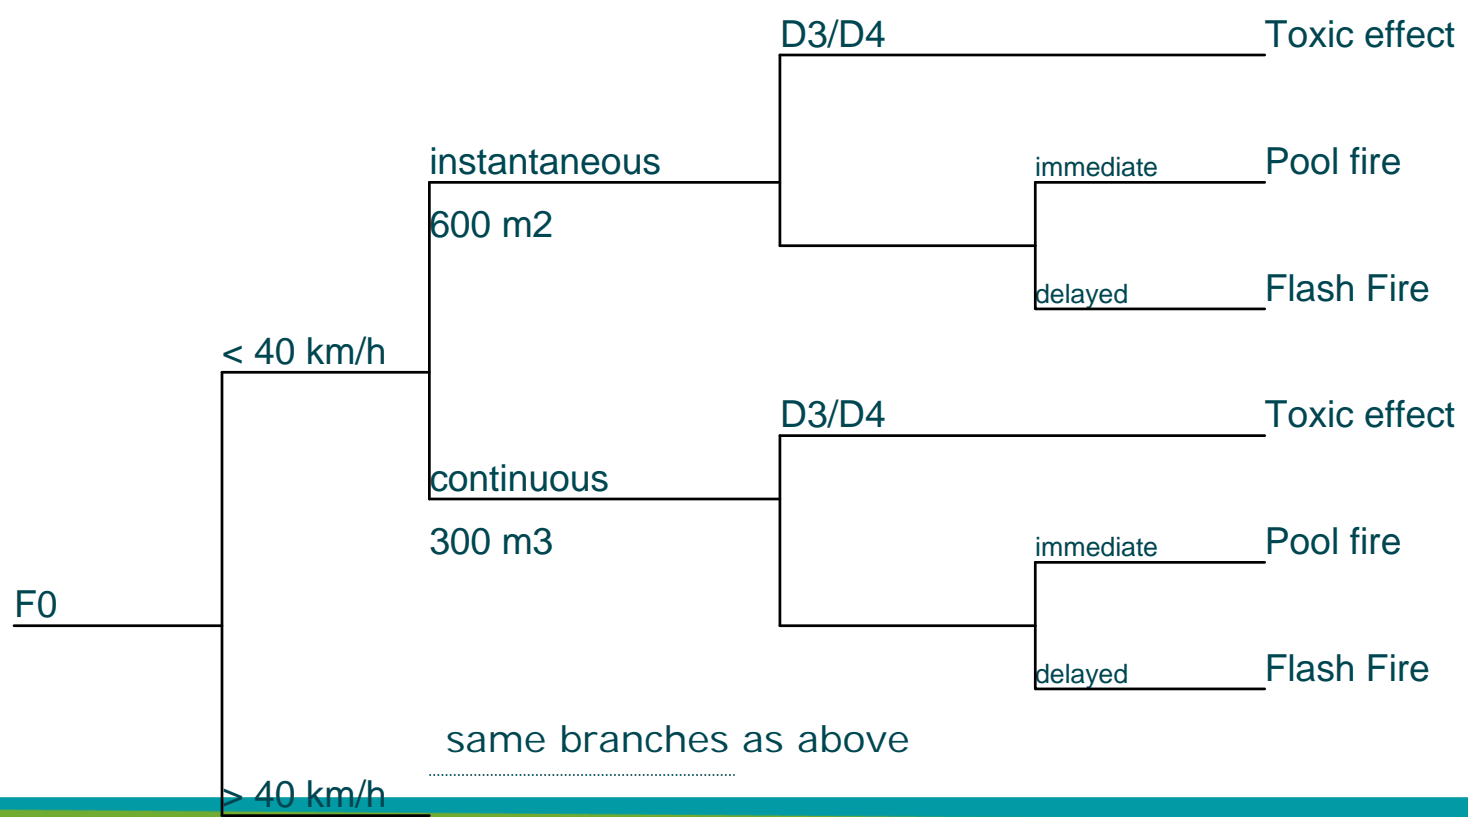 D3/D4
Toxic effect
instantaneous
immediate
Pool fire
600 m2
delayed
Flash Fire
< 40 km/h
D3/D4
Toxic effect
continuous
300 m3
immediate
Pool fire
F0
delayed
Flash Fire
same branches as above
> 40 km/h